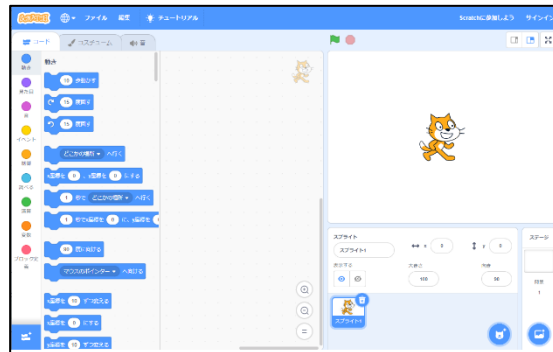 SCRATCH
ファイル 編集 チュートリアル Scratchに参加しよう サインイン
コード コスチューム 音
動き
動き
見た目
音
イベント
制御
調べる
演算
変数
ブロック定義
10 歩動かす
15 度回す
15 度回す
どこかの場所 へ行く
x座標を 0 、y座標を 0 にする
1 秒で どこかの場所 へ行く
1 秒でx座標を 0 に、y座標を
90 度に向ける
マウスのポインター へ向ける
x座標を 10 ずつ変える
x座標を 0 にする
y座標を 10 ずつ変える
スプライト
スプライト1
x 0
y 0
表示する
大きさ
100
向き
90
スプライト1
ステージ
背景
1